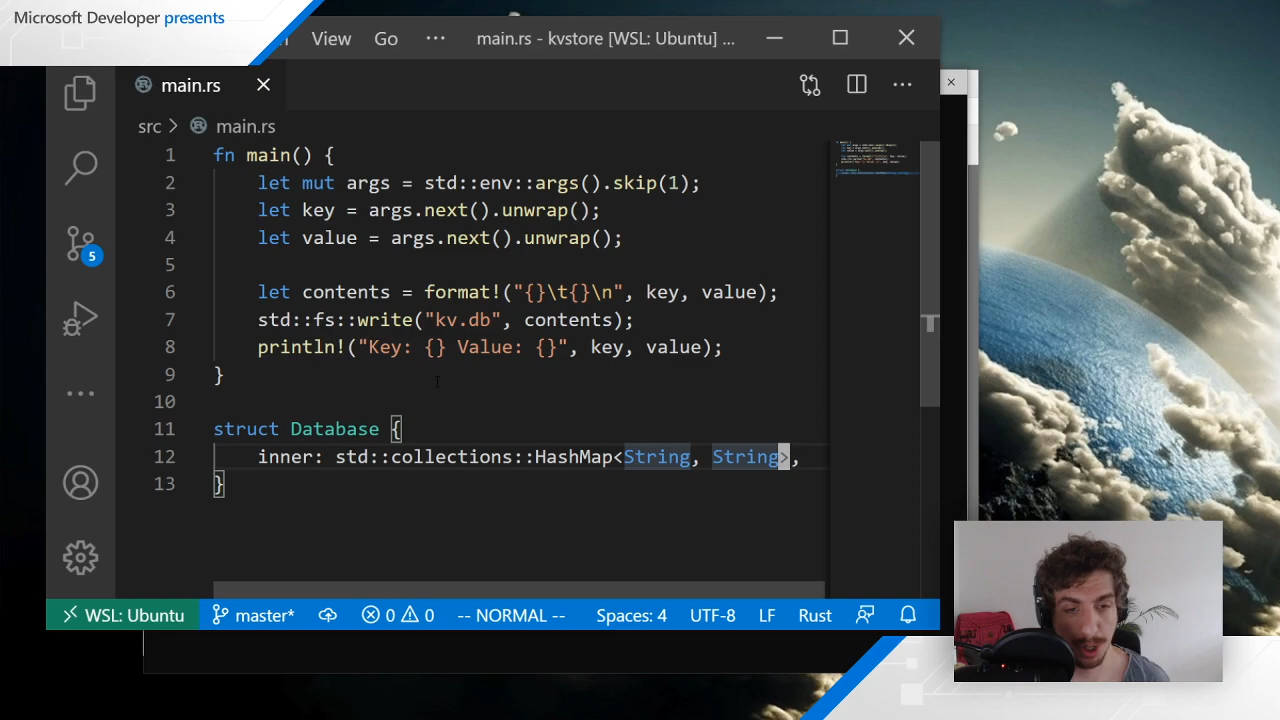 Microsoft Developer presents
View Go ··· main.rs - kvstore [WSL: Ubuntu] ...
main.rs
src > main.rs
1 fn main() {
2 let mut args = std::env::args().skip(1);
3 let key = args.next().unwrap();
4 let value = args.next().unwrap();
5
6 let contents = format!("{}\t{}\n", key, value);
7 std::fs::write("kv.db", contents);
8 println!("Key: {} Value: {}", key, value);
9 }
10
11 struct Database {
12 inner: std::collections::HashMap<String, String>,
13 }
5
WSL: Ubuntu master* 0 0 -- NORMAL -- Spaces: 4 UTF-8 LF Rust